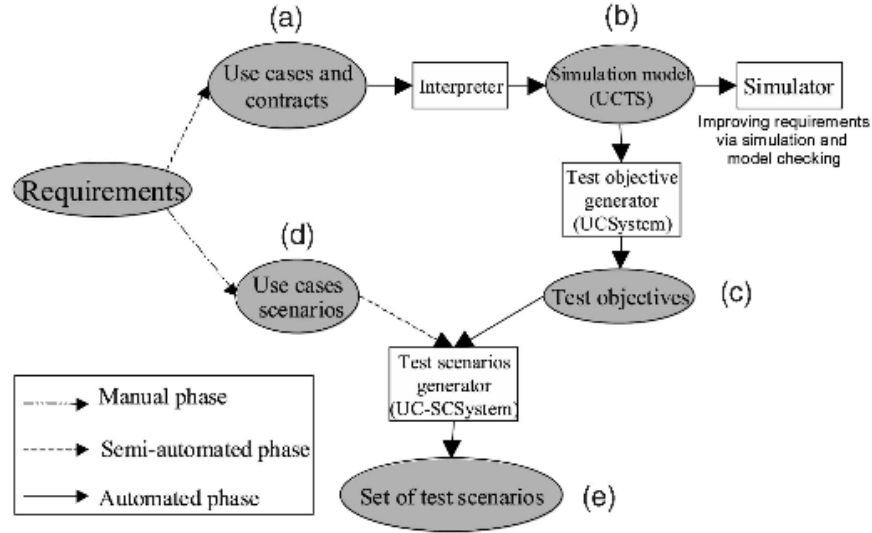 (a)
(b)
Use cases and
contracts
Interpreter
Simulation model
(UCTS)
Simulator
Improving requirements
via simulation and
model checking
Requirements
Test objective
generator
(UCSystem)
(d)
Use cases
scenarios
Test objectives
(c)
Test scenarios
generator
(UC-SCSystem)
Manual phase
Semi-automated phase
Automated phase
Set of test scenarios
(e)